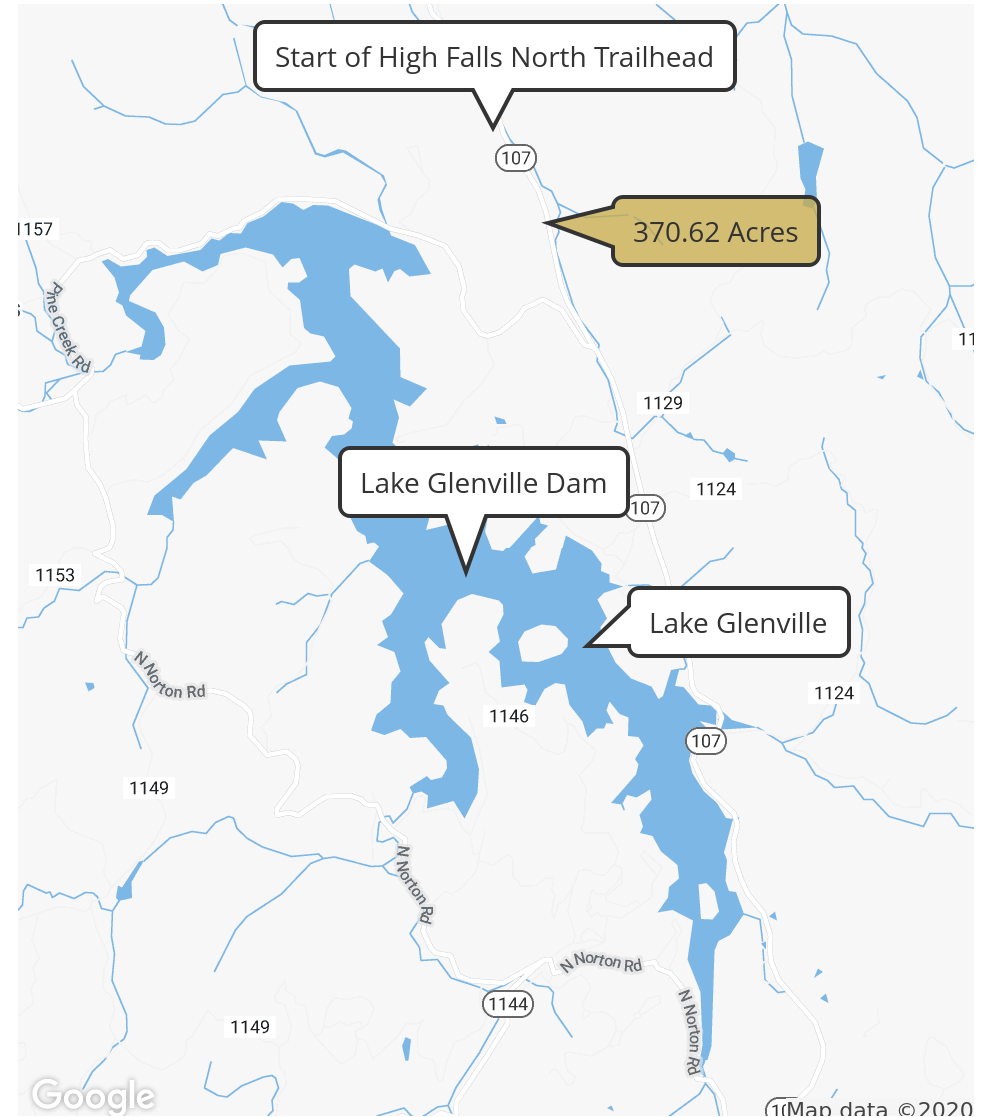 Start of High Falls North Trailhead
107
1157
370.62 Acres
Pine Creek Rd
1129
Lake Glenville Dam
1124
107
1153
Lake Glenville
N Norton Rd
1124
1146
107
1149
N Norton Rd
N Norton Rd
1144
N Norton Rd
1149
Google
Map data ©2020